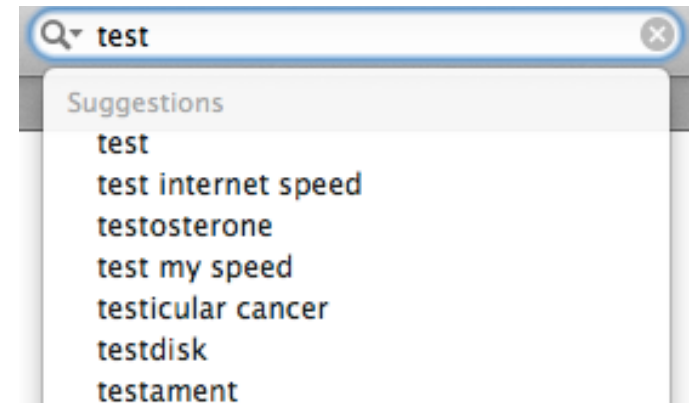 test
Suggestions
test
test internet speed
testosterone
test my speed
testicular cancer
testdisk
testament